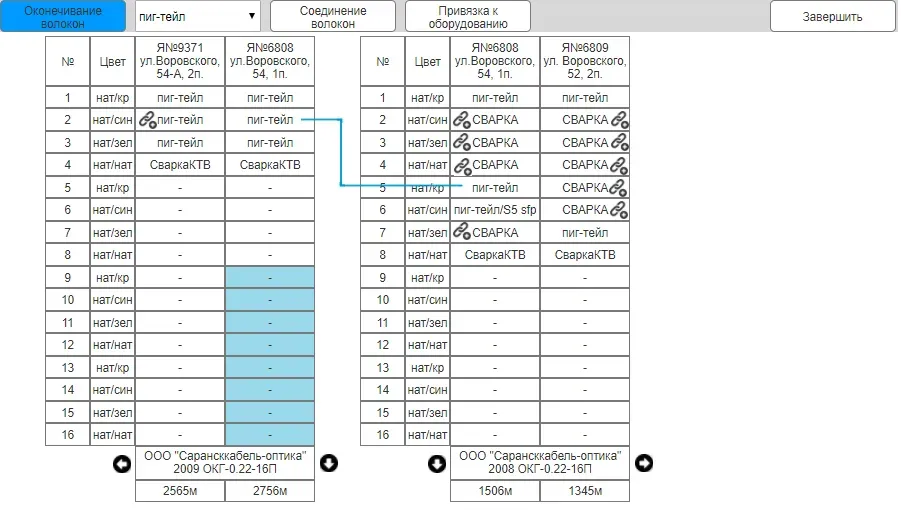 Оконечивание волокон
пиг-тейл
Соединение волокон
Привязка к оборудованию
Завершить
№ Цвет Я№9371 ул.Воровского, 54-А, 2п. Я№6808 ул.Воровского, 54, 1п.
1 нат/кр пиг-тейл пиг-тейл
2 нат/син пиг-тейл пиг-тейл
3 нат/зел пиг-тейл пиг-тейл
4 нат/нат СваркаКТВ СваркаКТВ
5 нат/кр - -
6 нат/син - -
7 нат/зел - -
8 нат/нат - -
9 нат/кр - -
10 нат/син - -
11 нат/зел - -
12 нат/нат - -
13 нат/кр - -
14 нат/син - -
15 нат/зел - -
16 нат/нат - -
ООО "Сарансккабель-оптика"
2009 ОКГ-0.22-16П
2565м 2756м
№ Цвет Я№6808 ул.Воровского, 54, 1п. Я№6809 ул. Воровского, 52, 2п.
1 нат/кр пиг-тейл пиг-тейл
2 нат/син СВАРКА СВАРКА
3 нат/зел СВАРКА СВАРКА
4 нат/нат СВАРКА СВАРКА
5 нат/кр пиг-тейл СВАРКА
6 нат/син пиг-тейл/S5 sfp СВАРКА
7 нат/зел СВАРКА пиг-тейл
8 нат/нат СваркаКТВ СваркаКТВ
9 нат/кр - -
10 нат/син - -
11 нат/зел - -
12 нат/нат - -
13 нат/кр - -
14 нат/син - -
15 нат/зел - -
16 нат/нат - -
ООО "Сарансккабель-оптика"
2008 ОКГ-0.22-16П
1506м 1345м